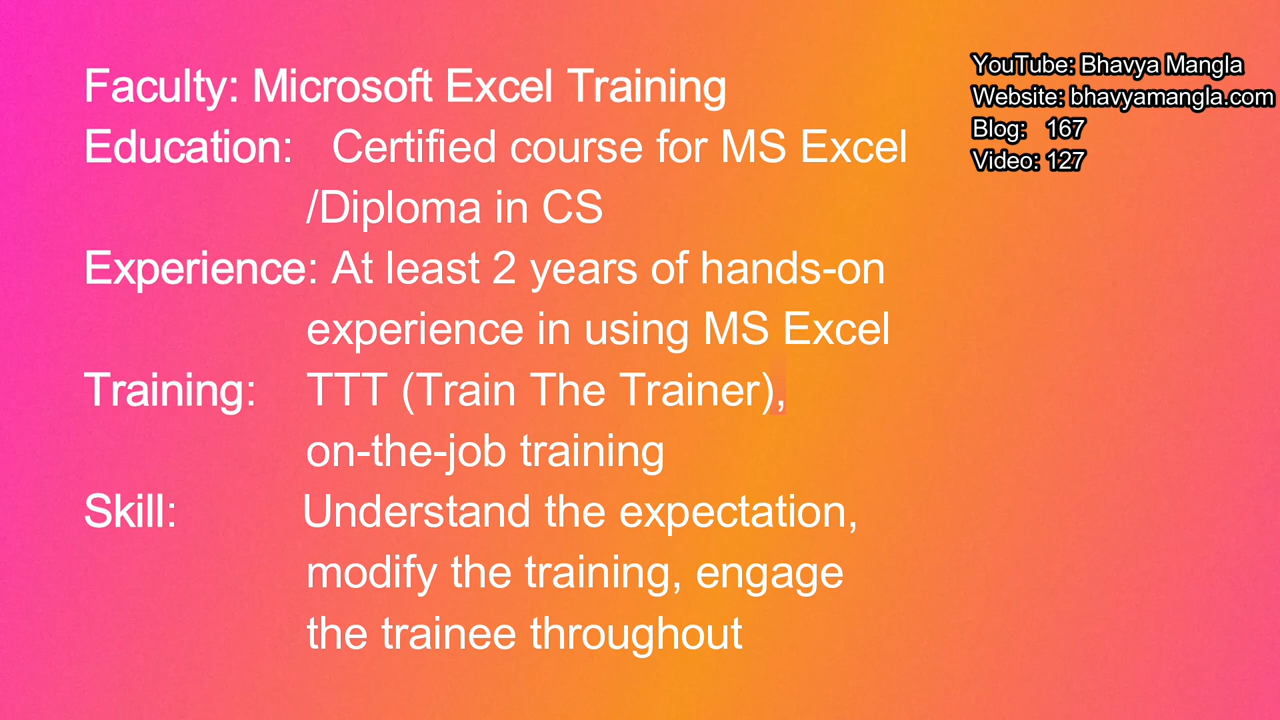 Faculty: Microsoft Excel Training
Education: Certified course for MS Excel
/Diploma in CS
Experience: At least 2 years of hands-on
experience in using MS Excel
Training: TTT (Train The Trainer),
on-the-job training
Skill: Understand the expectation,
modify the training, engage
the trainee throughout
YouTube: Bhavya Mangla
Website: bhavyamangla.com
Blog: 167
Video: 127